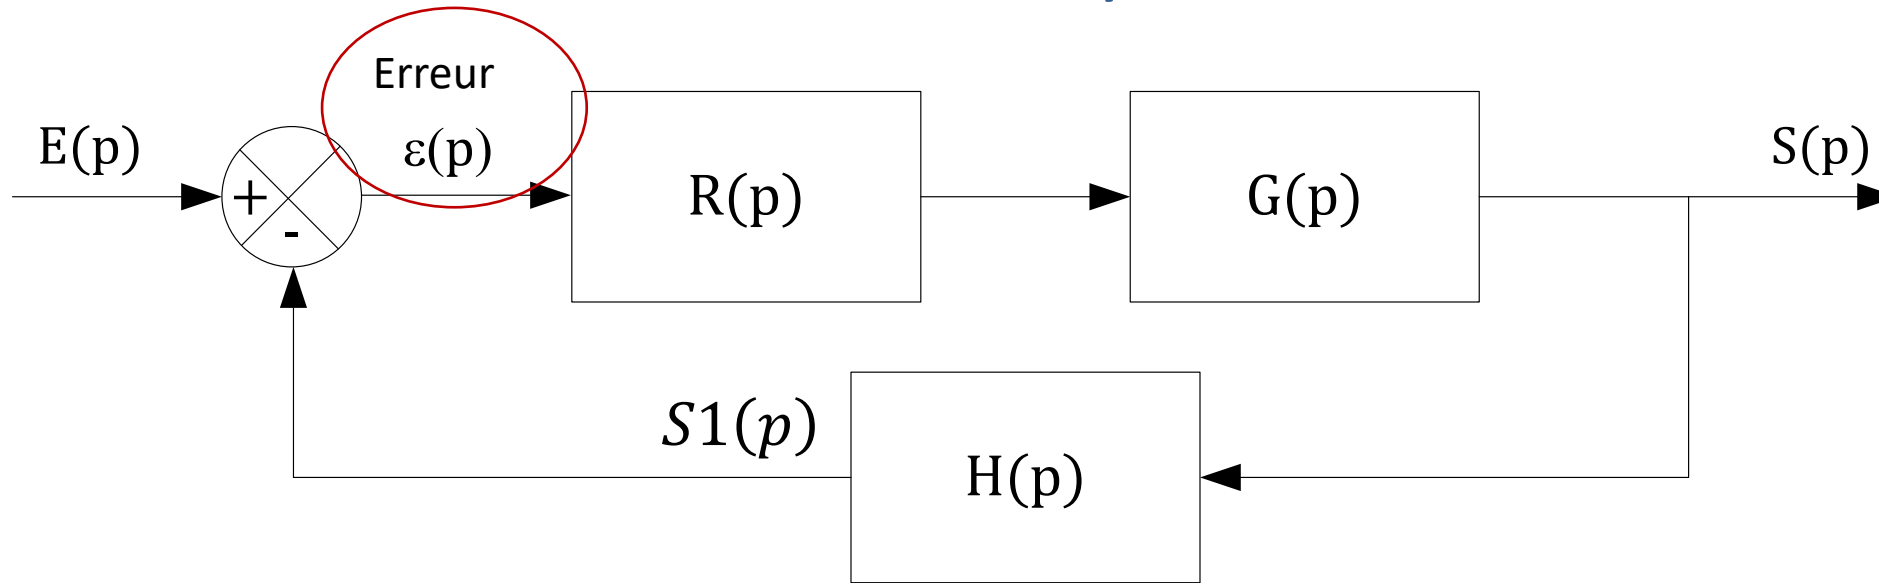 Erreur
E(p)
ε(p)
S(p)
+
-
R(p)
G(p)
S1(p)
H(p)